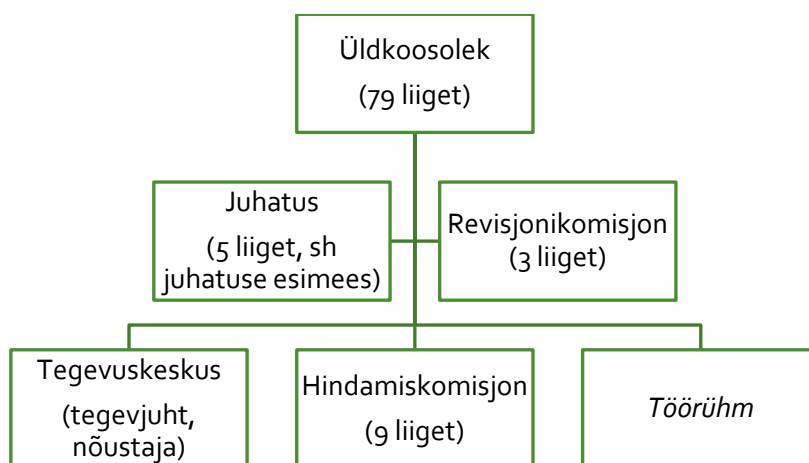 Üldkoosolek
(79 liiget)
Juhatus
(5 liiget, sh
juhatuse esimees)
Revisjonikomisjon
(3 liiget)
Tegevuskeskus
(tegevjuht,
nõustaja)
Hindamiskomisjon
(9 liiget)
Töörühm